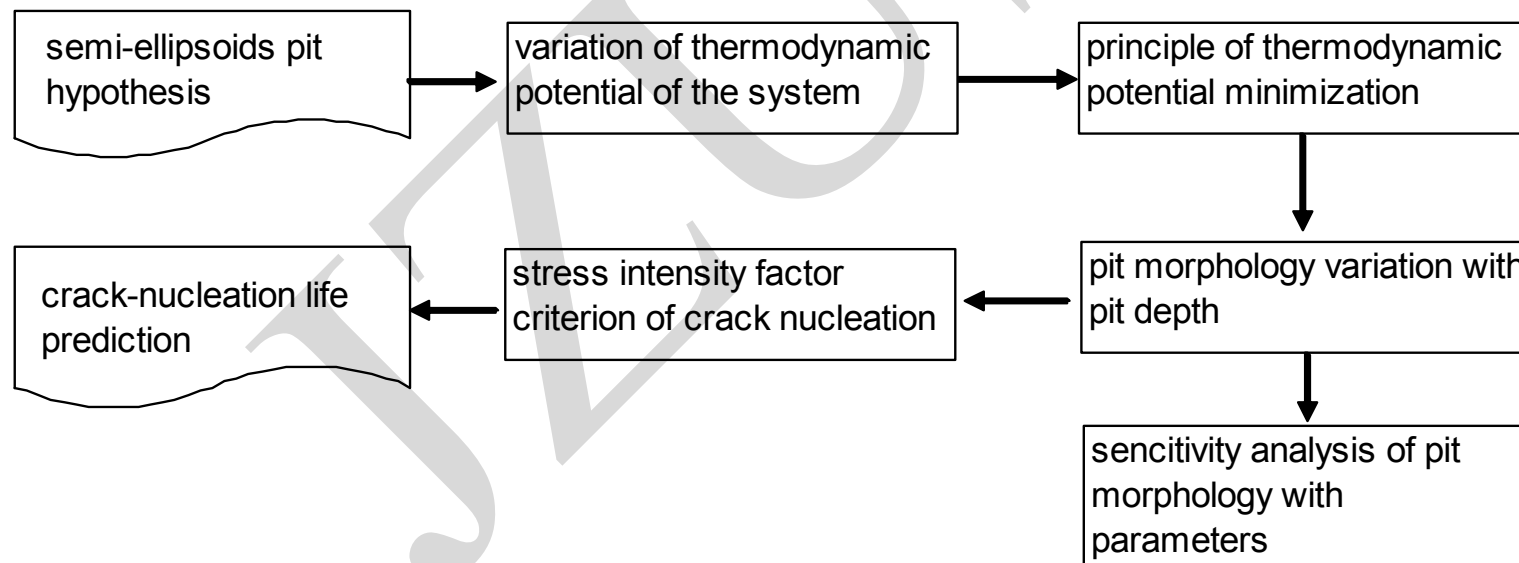 semi-ellipsoids pit
hypothesis
variation of thermodynamic
potential of the system
principle of thermodynamic
potential minimization
crack-nucleation life
prediction
stress intensity factor
criterion of crack nucleation
pit morphology variation with
pit depth
sencitivity analysis of pit
morphology with
parameters
JZU